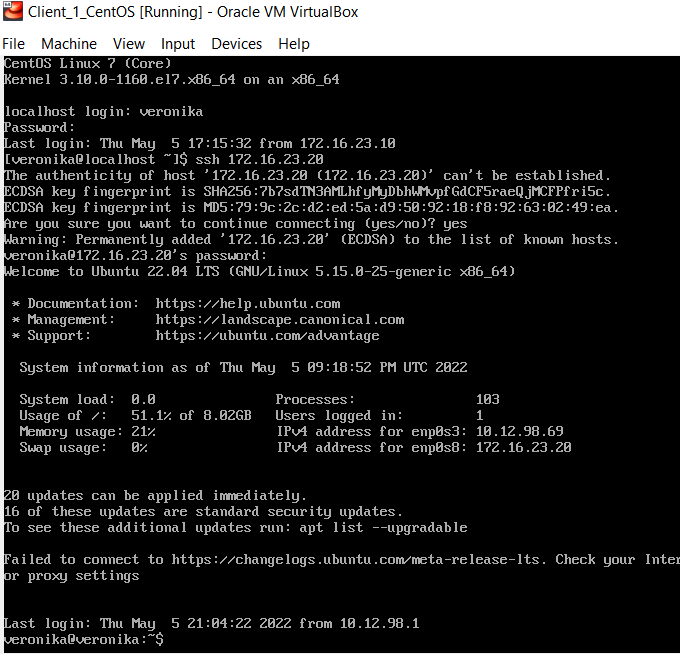 Client_1_CentOS [Running] - Oracle VM VirtualBox
File Machine View Input Devices Help
CentOS Linux 7 (Core)
Kernel 3.10.0-1160.el7.x86_64 on an x86_64
localhost login: veronika
Password:
Last login: Thu May  5 17:15:32 from 172.16.23.10
[veronika@localhost ~]$ ssh 172.16.23.20
The authenticity of host '172.16.23.20 (172.16.23.20)' can't be established.
ECDSA key fingerprint is SHA256:7b7sdTN3AMLhfyMyDbhWMvpfGdCF5raeQjMCFPfri5c.
ECDSA key fingerprint is MD5:79:9c:2c:d2:ed:5a:d9:50:92:18:f8:92:63:02:49:ea.
Are you sure you want to continue connecting (yes/no)? yes
Warning: Permanently added '172.16.23.20' (ECDSA) to the list of known hosts.
veronika@172.16.23.20's password:
Welcome to Ubuntu 22.04 LTS (GNU/Linux 5.15.0-25-generic x86_64)
* Documentation:  https://help.ubuntu.com
* Management:     https://landscape.canonical.com
* Support:        https://ubuntu.com/advantage
System information as of Thu May  5 09:18:52 PM UTC 2022
System load:  0.0               Processes:               103
Usage of /:   51.1% of 8.02GB   Users logged in:         1
Memory usage: 21%               IPv4 address for enp0s3: 10.12.98.69
Swap usage:   0%                IPv4 address for enp0s8: 172.16.23.20
20 updates can be applied immediately.
16 of these updates are standard security updates.
To see these additional updates run: apt list --upgradable
Failed to connect to https://changelogs.ubuntu.com/meta-release-lts. Check your Inter
or proxy settings
Last login: Thu May  5 21:04:22 2022 from 10.12.98.1
veronika@veronika:~$